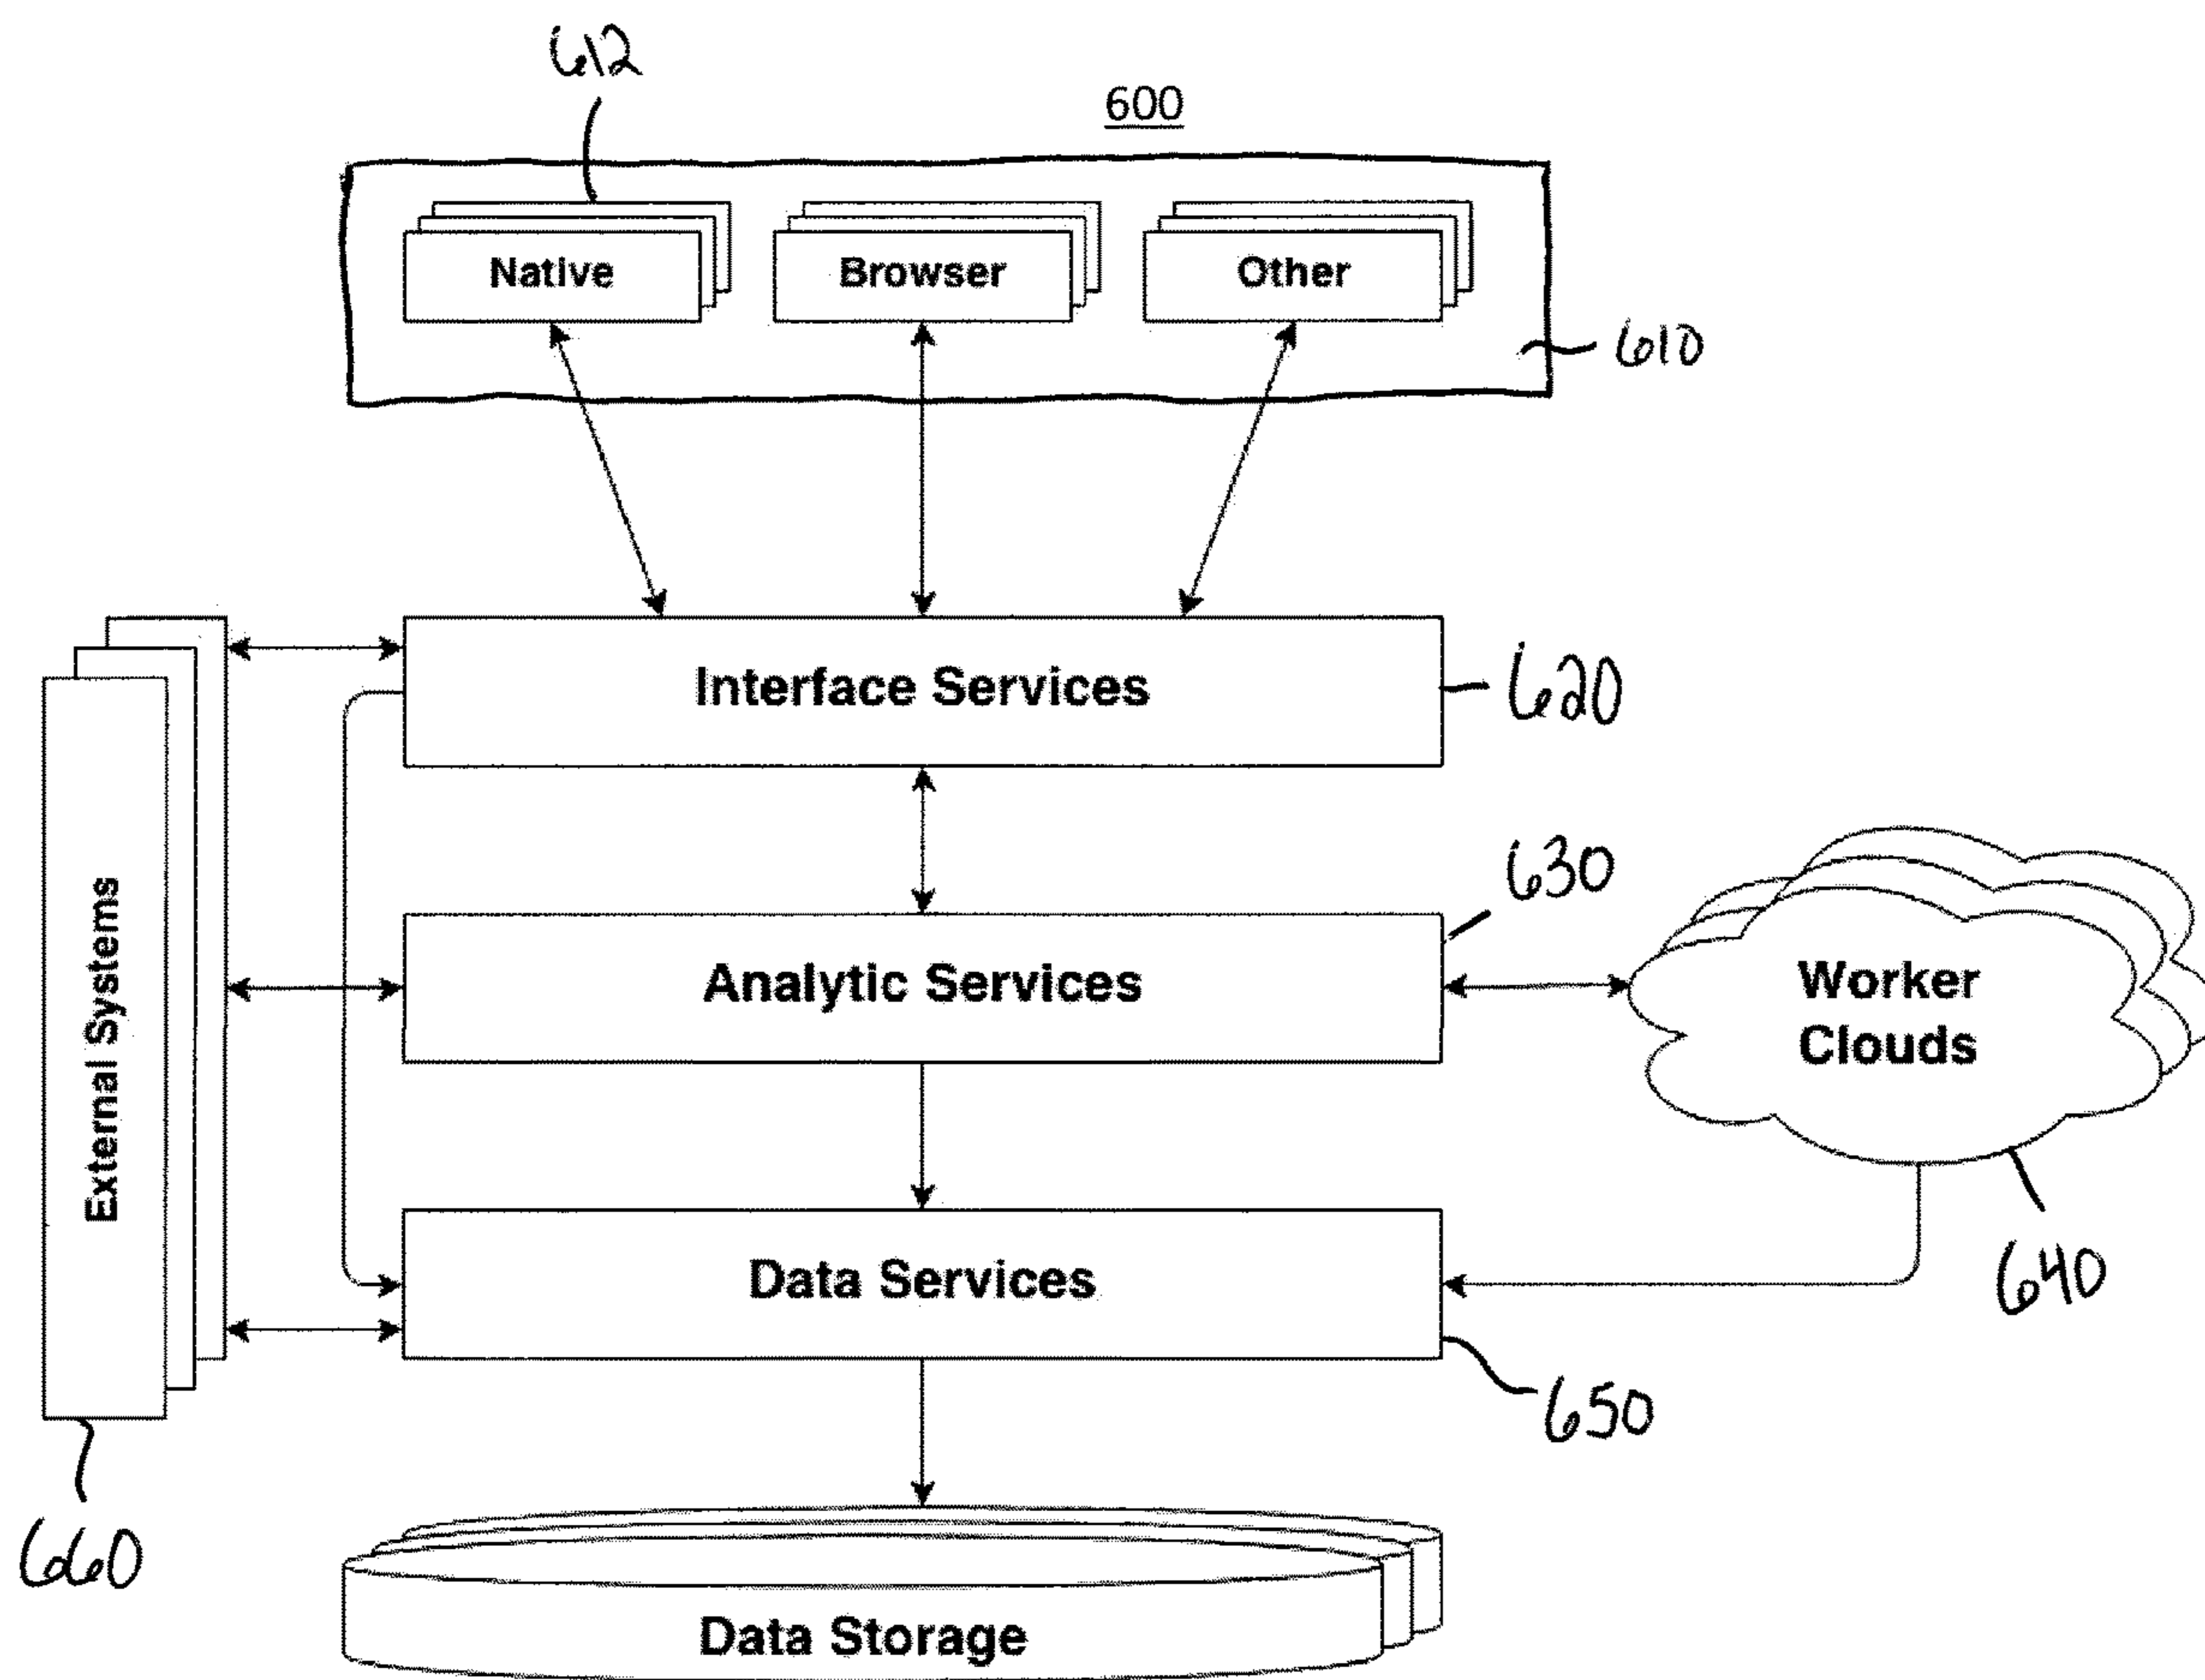 612
600
Native
Browser
Other
610
Interface Services
620
630
External Systems
Analytic Services
Worker
Clouds
Data Services
640
650
660
Data Storage